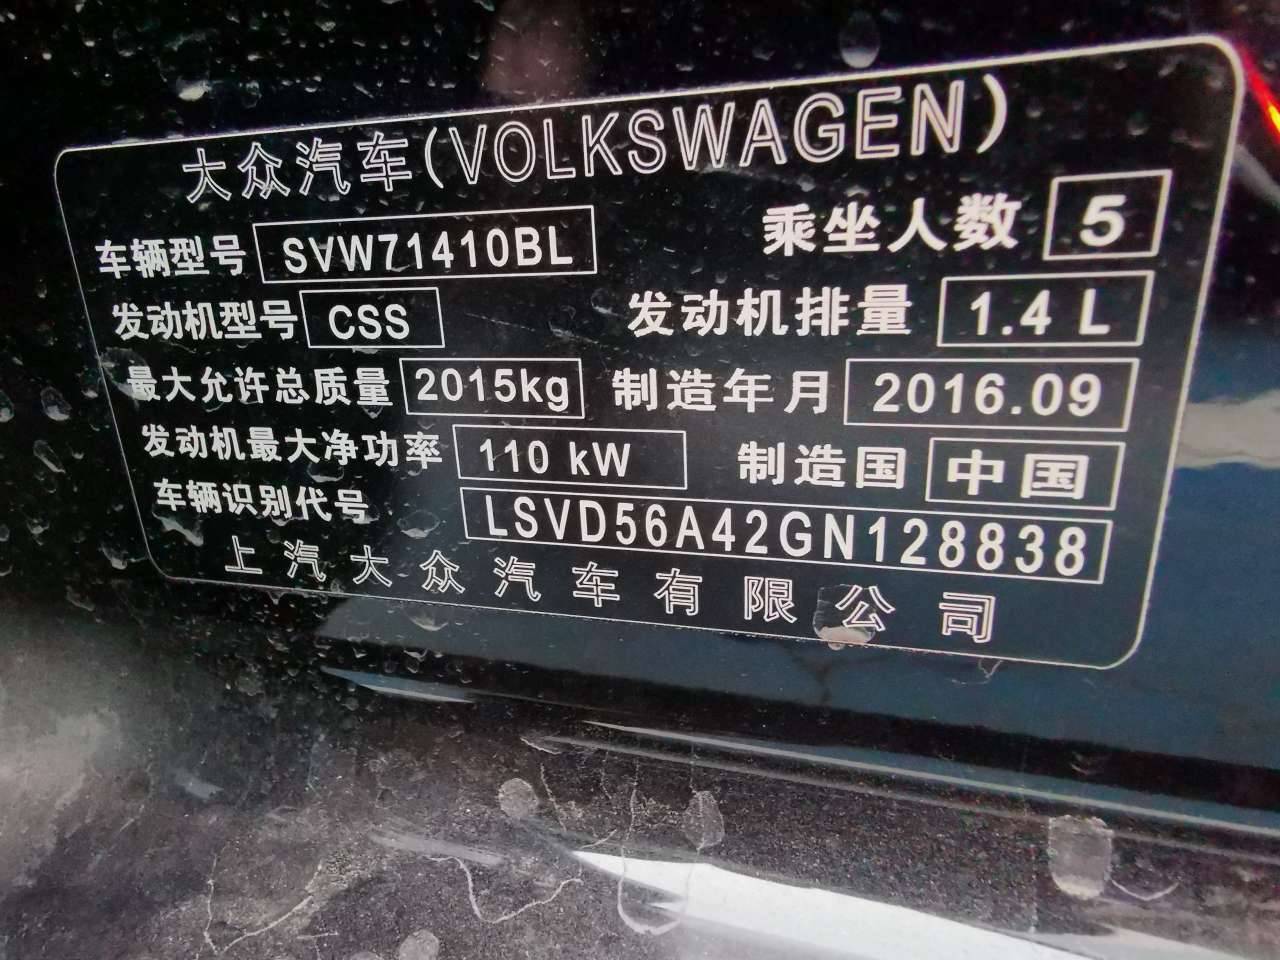 大众汽车(VOLKSWAGEN)
车辆型号 SVW71410BL 乘坐人数 5
发动机型号 CSS 发动机排量 1.4 L
最大允许总质量 2015kg 制造年月 2016.09
发动机最大净功率 110 kW 制造国 中国
车辆识别代号 LSVD56A42GN128838
上汽大众汽车有限公司